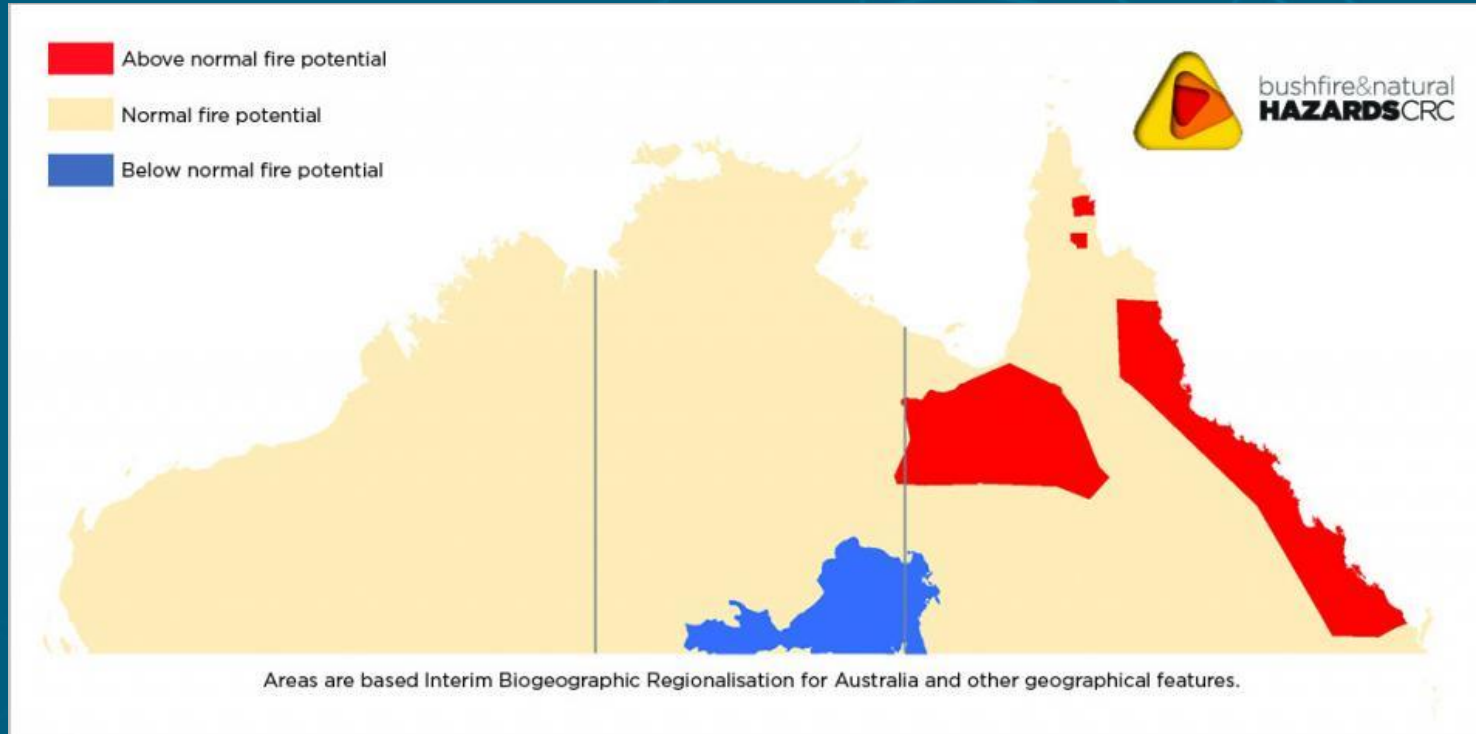 Above normal fire potential
Normal fire potential
Below normal fire potential
bushfire&natural
HAZARDSCRC
Areas are based Interim Biogeographic Regionalisation for Australia and other geographical features.